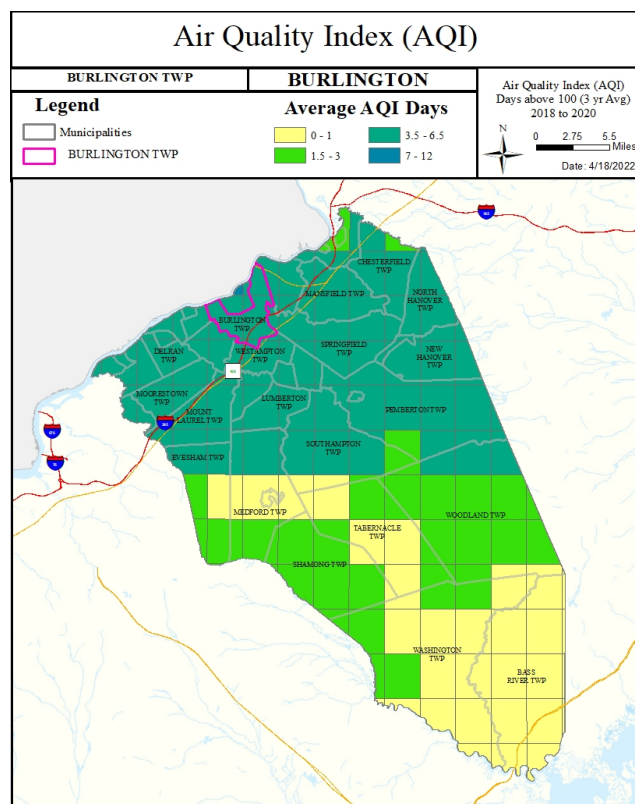 Air Quality Index (AQI)
BURLINGTON TWP
BURLINGTON
Legend
Municipalities
BURLINGTON TWP
Average AQI Days
0 - 1
3.5 - 6.5
1.5 - 3
7 - 12
Air Quality Index (AQI)
Days above 100 (3 yr Avg)
2018 to 2020
N
0 2.75 5.5
Miles
Date: 4/18/2022
CHESTERFIELD
TWP
MANSFIELD TWP
NORTH
HANOVER
TWP
BURLINGTON
TWP
SPRINGFIELD
TWP
DELRAN
TWP
WESTAMPTON
TWP
NEW
HANOVER
TWP
MOORESTOWN
TWP
LUMBERTON
TWP
MOUNT
LAUREL TWP
PEMBERTON TWP
SOUTHAMPTON
TWP
EVESHAM TWP
MEDFORD TWP
WOODLAND TWP
TABERNACLE
TWP
SHAMONG TWP
WASHINGTON
TWP
BASS
RIVER TWP